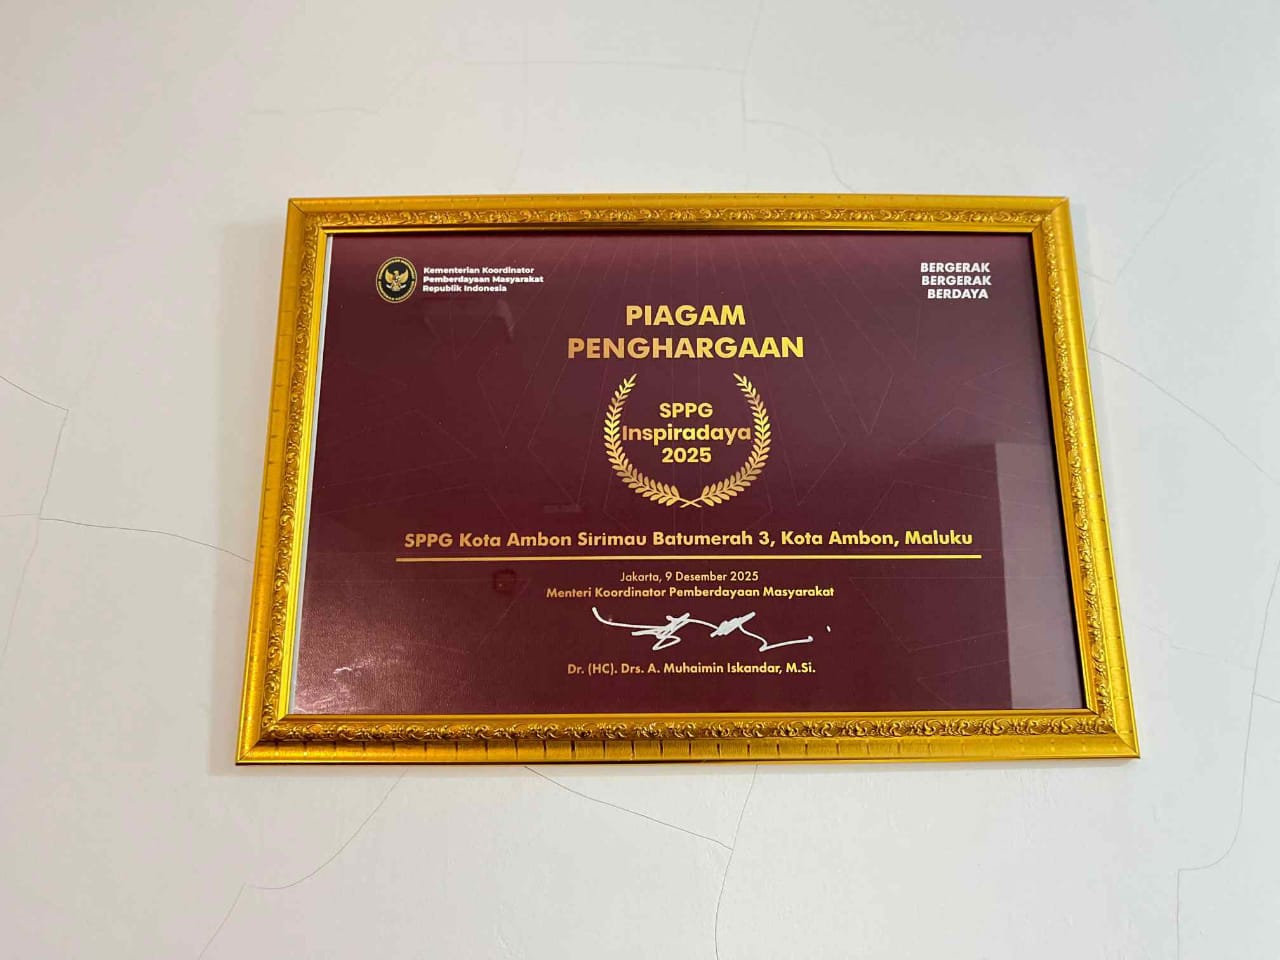 Kementerian Koordinator
Pemberdayaan Masyarakat
Republik Indonesia
BERGERAK
BERGERAK
BERDAYA
PIAGAM
PENGHARGAAN
SPPG
Inspiradaya
2025
SPPG Kota Ambon Sirimau Batumerah 3, Kota Ambon, Maluku
Jakarta, 9 Desember 2025
Menteri Koordinator Pemberdayaan Masyarakat
Dr. (HC). Drs. A. Muhaimin Iskandar, M.Si.